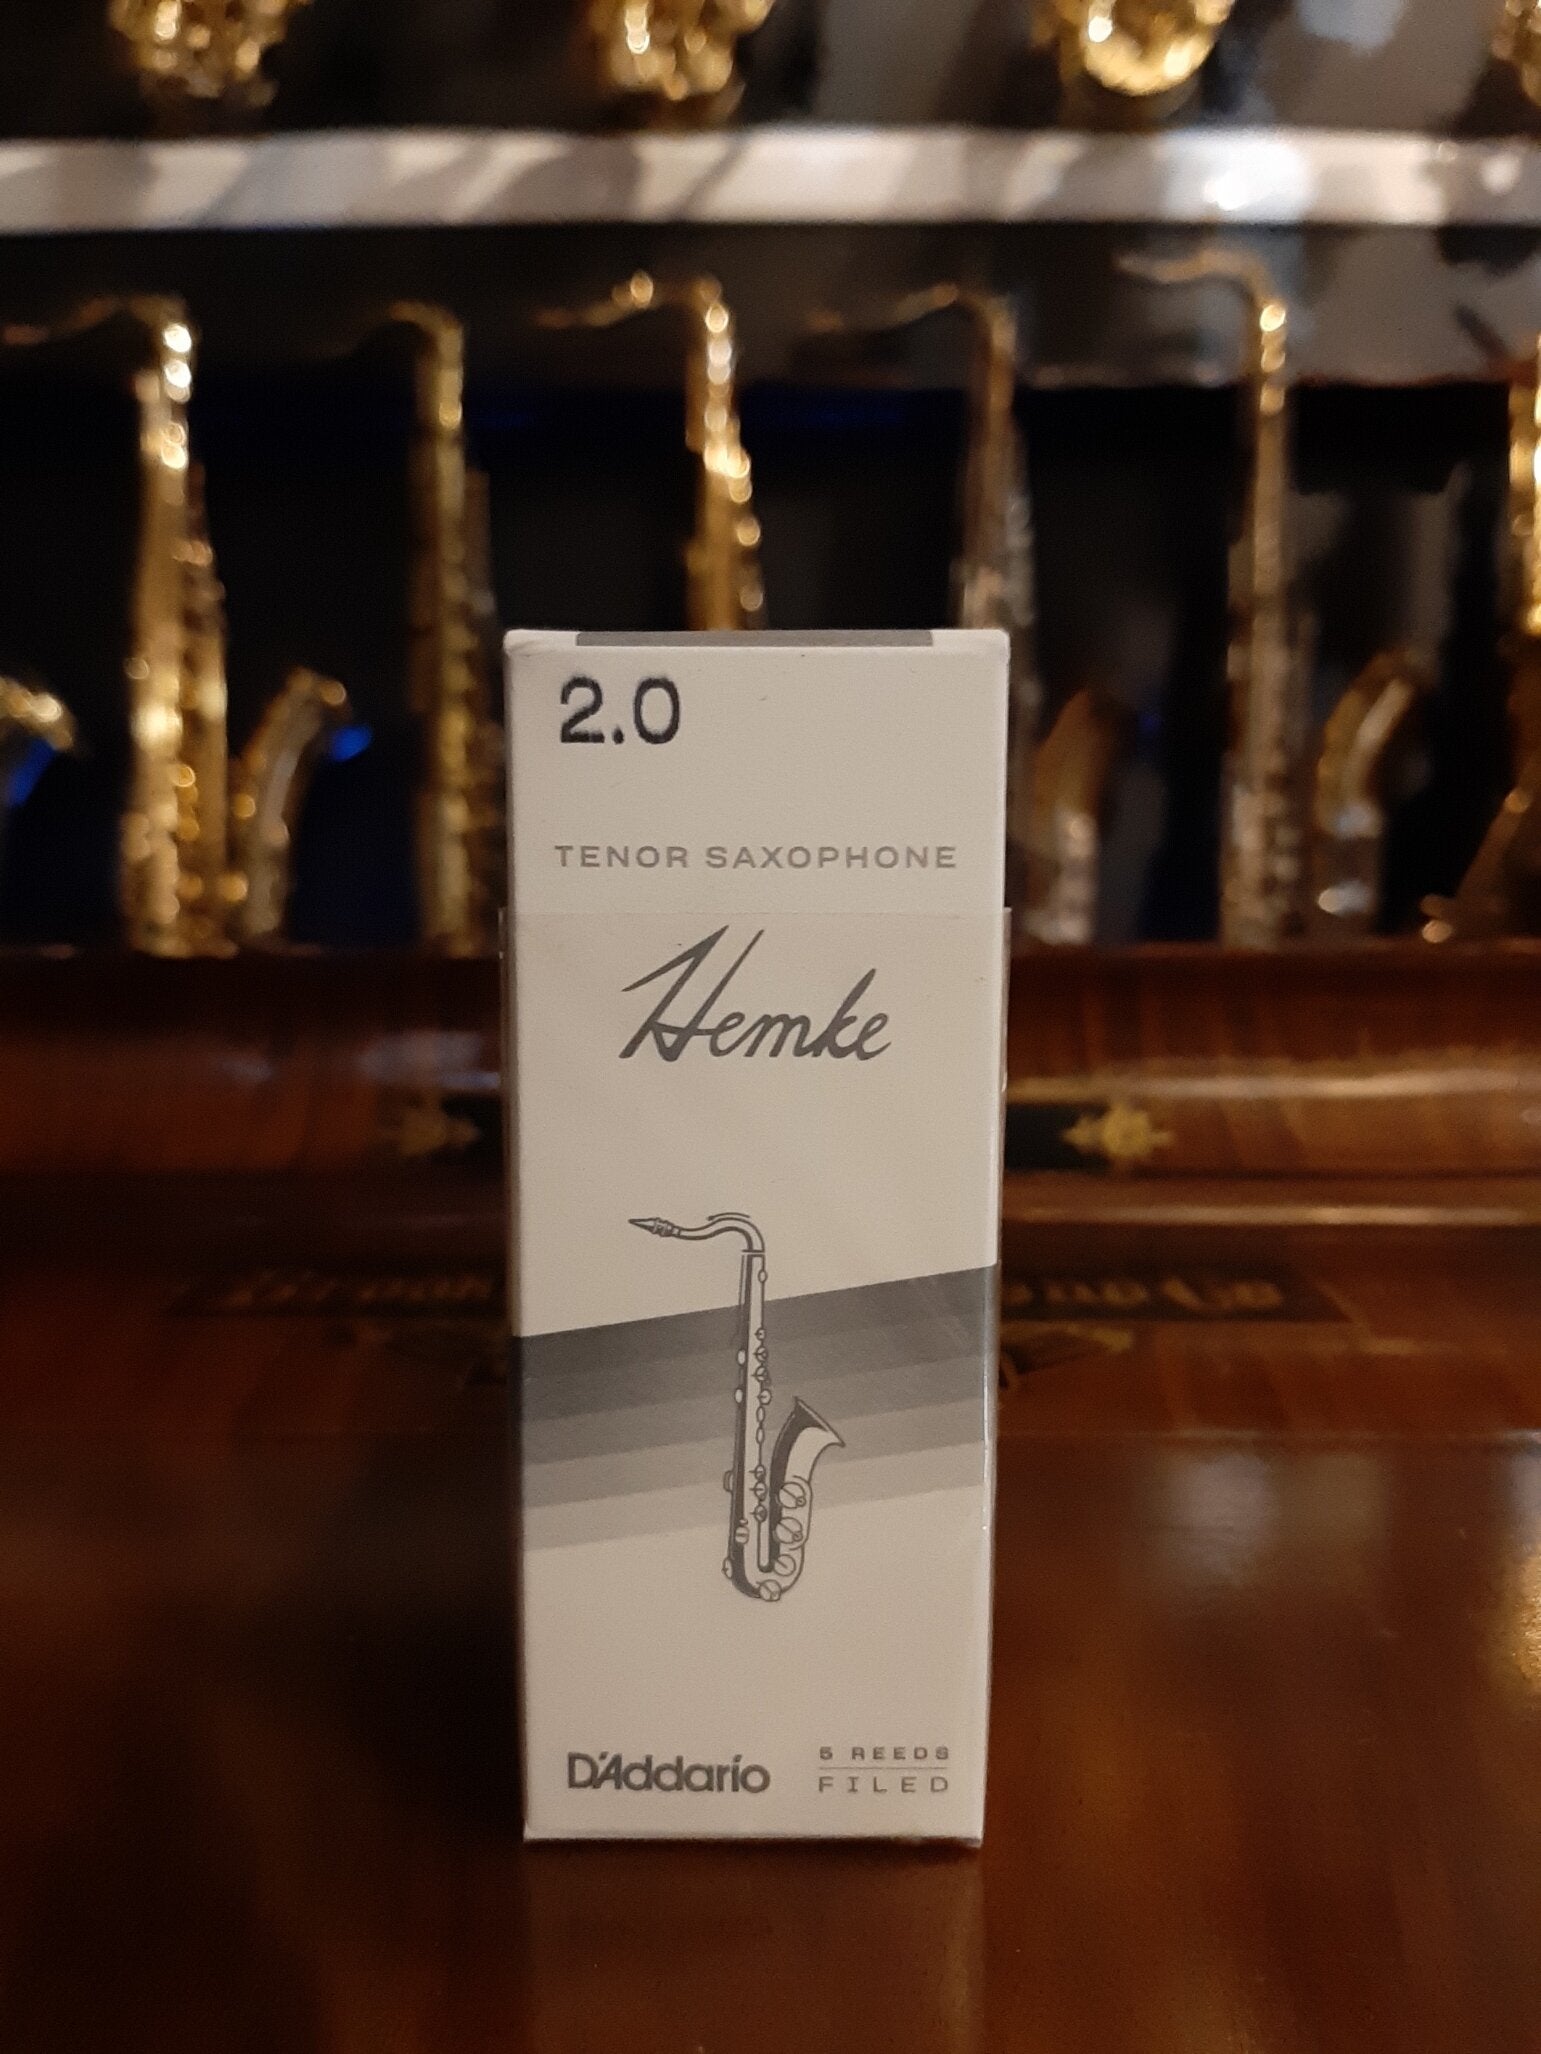 2.0
TENOR SAXOPHONE
Hemke
D'Addario
5 REEDS
FILED